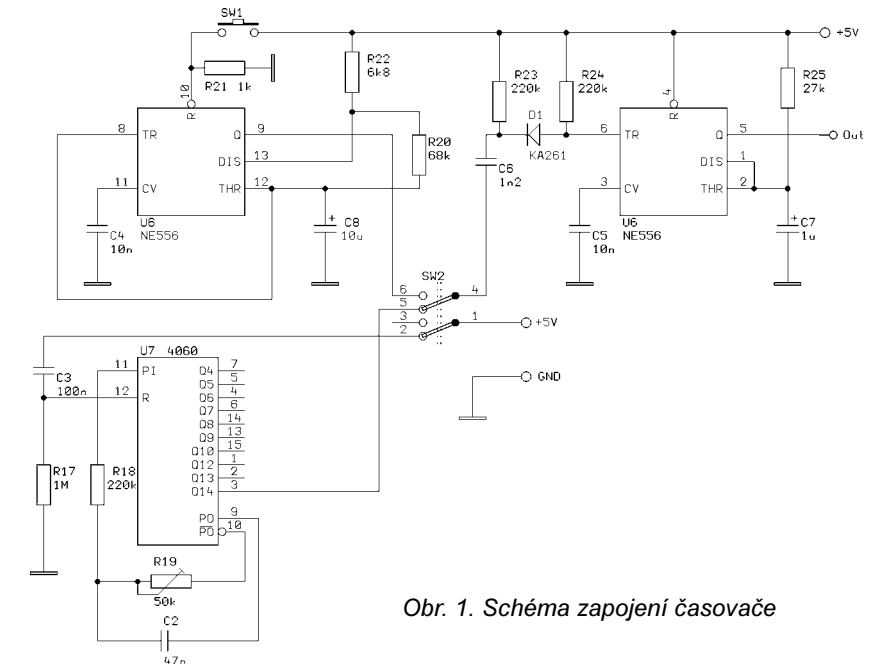 SW1
+5V
R22
6k8
R21 1k
10
R
8
TR
Q
9
DIS
13
R20
68k
11
CV
THR
12
U6
NE556
C4
10n
C8
+
10u
R23
220k
R24
220k
D1
KA261
C6
1n2
4
R
6
TR
Q
5
Out
DIS
1
3
CV
THR
2
U6
NE556
C5
10n
R25
27k
+
C7
1u
SW2
6
5
4
3
2
1
+5V
GND
U7 4060
C3
100n
11
PI
12
R
Q4
7
Q5
5
Q6
4
Q7
6
Q8
14
Q9
13
Q10
15
Q12
1
Q13
2
Q14
3
PO
9
PO
10
R17
1M
R18
220k
R19
50k
C2
47n
Obr. 1. Schéma zapojení časovače